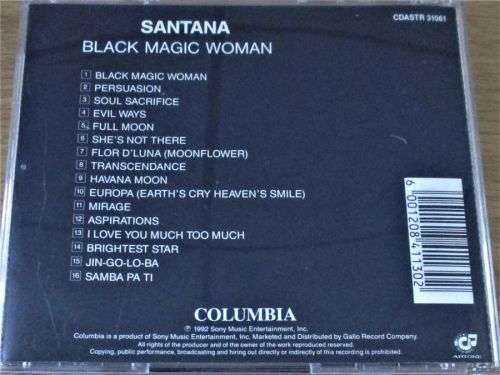 SANTANA
CDASTR 31061
BLACK MAGIC WOMAN
1 BLACK MAGIC WOMAN
2 PERSUASION
3 SOUL SACRIFICE
4 EVIL WAYS
5 FULL MOON
6 SHE'S NOT THERE
7 FLOR D'LUNA (MOONFLOWER)
8 TRANSCENDANCE
9 HAVANA MOON
10 EUROPA (EARTH'S CRY HEAVEN'S SMILE)
11 MIRAGE
12 ASPIRATIONS
13 I LOVE YOU MUCH TOO MUCH
14 BRIGHTEST STAR
15 JIN-GO-LO-BA
16 SAMBA PA TI
6 001208 411302
COLUMBIA
℗ 1992 Sony Music Entertainment, Inc.
Columbia is a product of Sony Music Entertainment, Inc, Marketed and Distributed by Gallo Record Company.
All rights of the producer and of the owner of the work reproduced reserved.
Copying, public performance, broadcasting and hiring out directly or indirectly of this recording is prohibited.